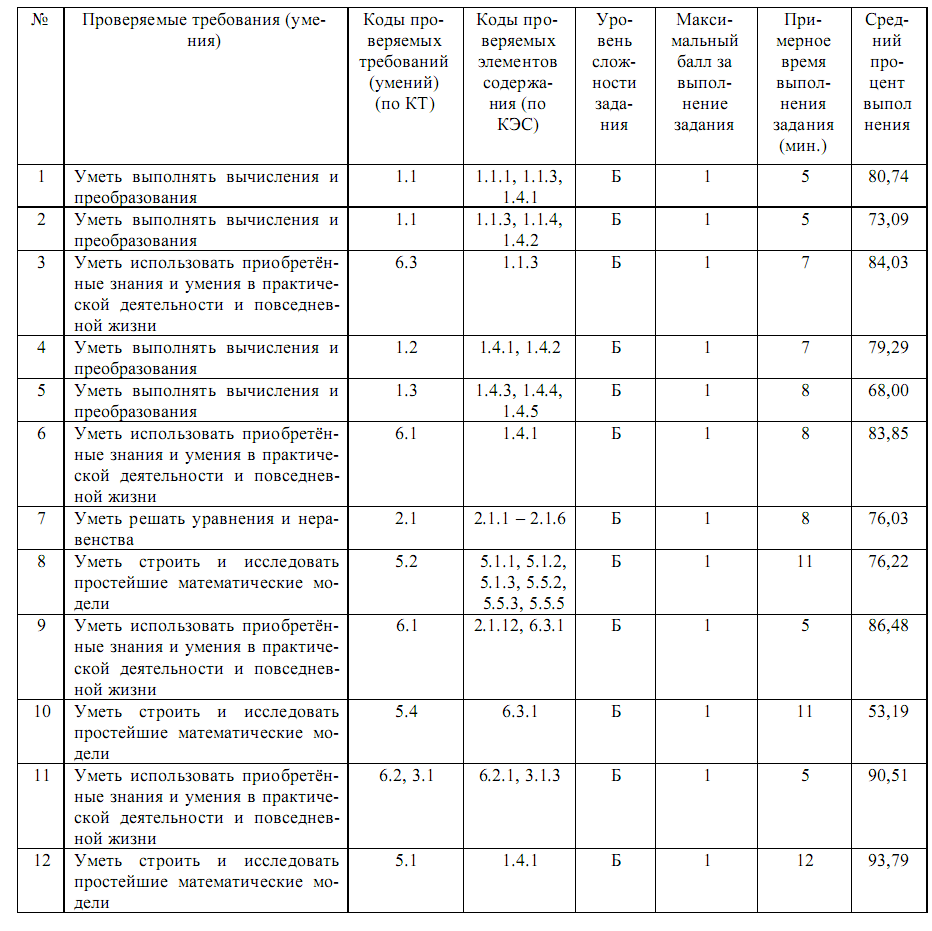 № Проверяемые требования (уме-
ния) Коды про-
веряемых
требований
(умений)
(по КТ) Коды про-
веряемых
элементов
содержа-
ния (по
КЭС) Уро-
вень
слож-
ности
зада-
ния Макси-
мальный
балл за
выпол-
нение
задания При-
мерное
время
выпол-
нения
задания
(мин.) Сред-
ний
про-
цент
выпол
нения
1 Уметь выполнять вычисления и 1.1 1.1.1, 1.1.3, Б 1 5 80,74
преобразования 1.4.1
2 Уметь выполнять вычисления и 1.1 1.1.3, 1.1.4, Б 1 5 73,09
преобразования 1.4.2
3 Уметь использовать приобретён- 6.3 1.1.3 Б 1 7 84,03
ные знания и умения в практиче-
ской деятельности и повседнев-
ной жизни
4 Уметь выполнять вычисления и 1.2 1.4.1, 1.4.2 Б 1 7 79,29
преобразования
5 Уметь выполнять вычисления и 1.3 1.4.3, 1.4.4, Б 1 8 68,00
преобразования 1.4.5
6 Уметь использовать приобретён- 6.1 1.4.1 Б 1 8 83,85
ные знания и умения в практиче-
ской деятельности и повседнев-
ной жизни
7 Уметь решать уравнения и нера- 2.1 2.1.1 – 2.1.6 Б 1 8 76,03
венства
8 Уметь строить и исследовать 5.2 5.1.1, 5.1.2, Б 1 11 76,22
простейшие математические мо- 5.1.3, 5.5.2,
дели 5.5.3, 5.5.5
9 Уметь использовать приобретён- 6.1 2.1.12, 6.3.1 Б 1 5 86,48
ные знания и умения в практиче-
ской деятельности и повседнев-
ной жизни
10 Уметь строить и исследовать 5.4 6.3.1 Б 1 11 53,19
простейшие математические мо-
дели
11 Уметь использовать приобретён- 6.2, 3.1 6.2.1, 3.1.3 Б 1 5 90,51
ные знания и умения в практиче-
ской деятельности и повседнев-
ной жизни
12 Уметь строить и исследовать 5.1 1.4.1 Б 1 12 93,79
простейшие математические мо-
дели